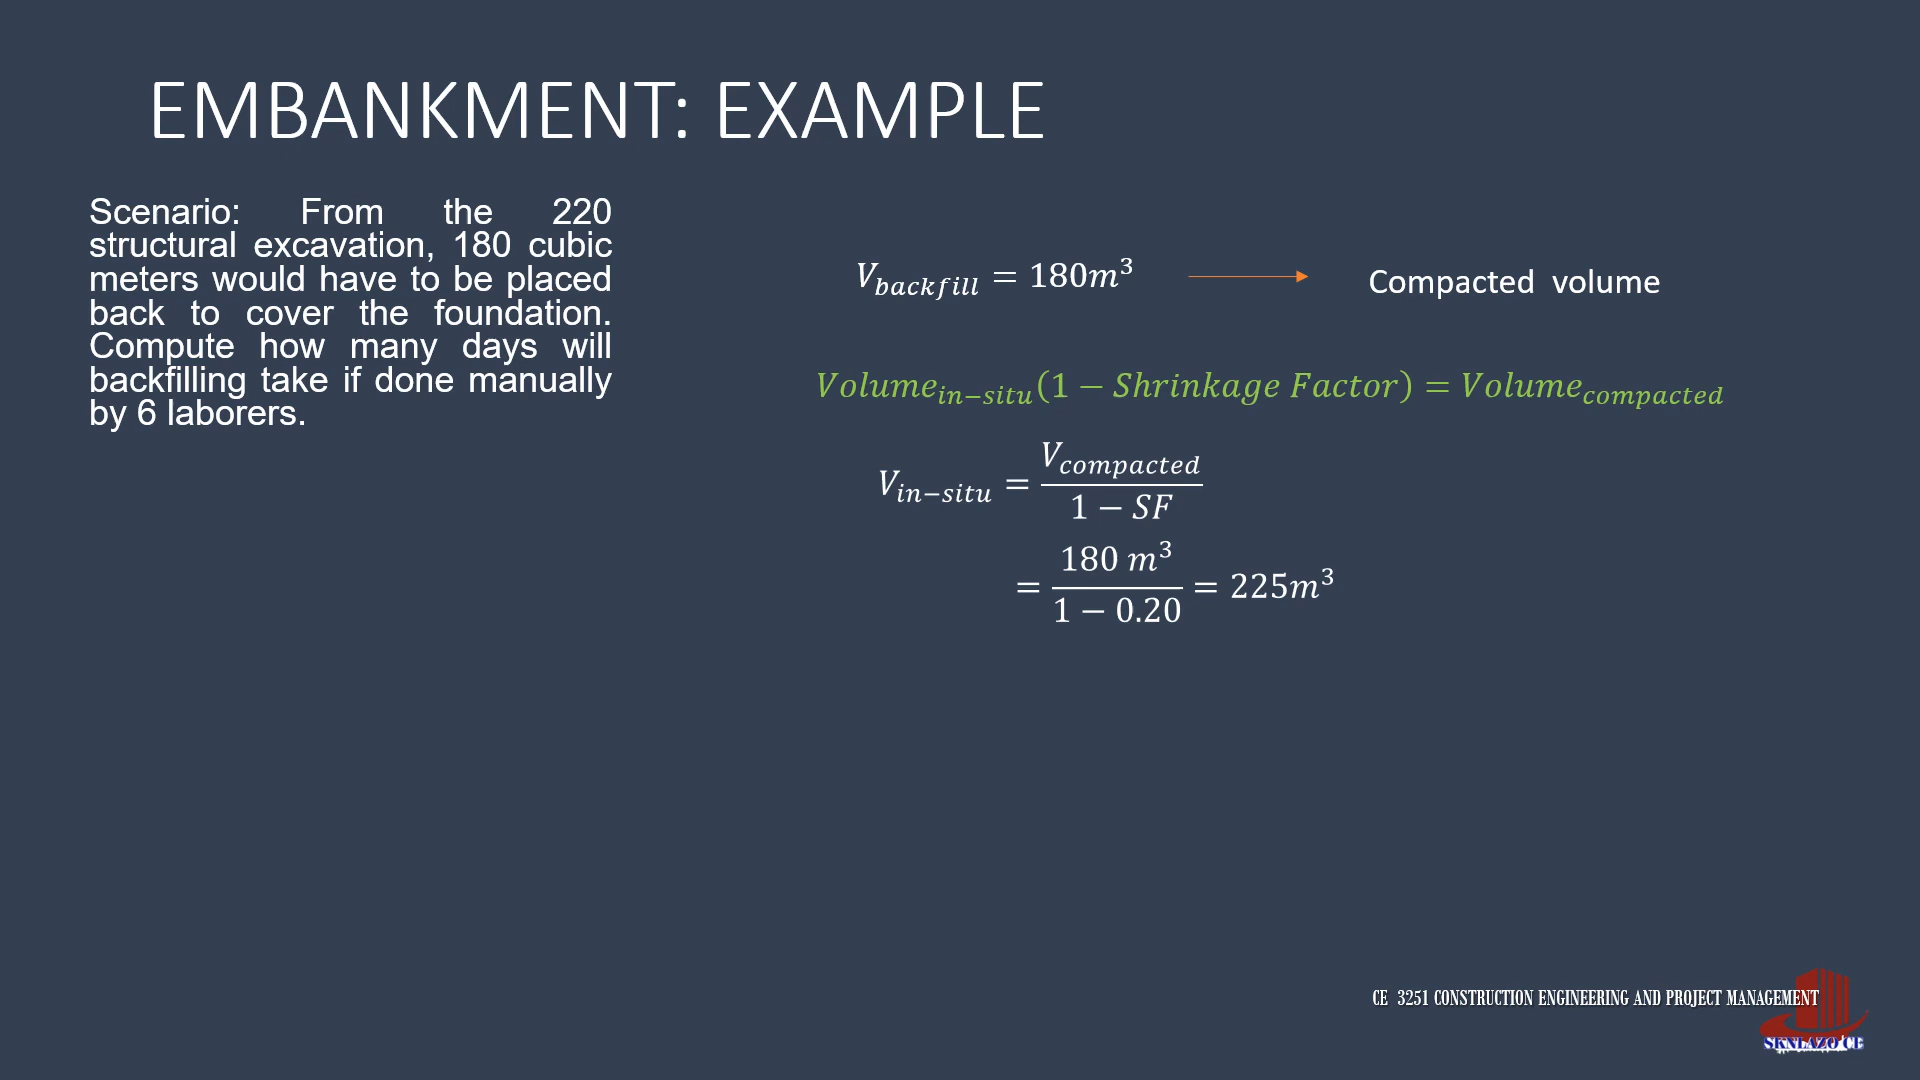 EMBANKMENT: EXAMPLE
Scenario: From the 220
structural excavation, 180 cubic
meters would have to be placed
back to cover the foundation.
Compute how many days will
backfilling take if done manually
by 6 laborers.
V_{backfill} = 180m^3
Compacted volume
Volume_{in-situ}(1 − Shrinkage Factor) = Volume_{compacted}
V_{in-situ} = \frac{V_{compacted}}{1 − SF}
= \frac{180 m^3}{1 − 0.20} = 225m^3
CE 3251 CONSTRUCTION ENGINEERING AND PROJECT MANAGEMENT
SKNLAZO CE